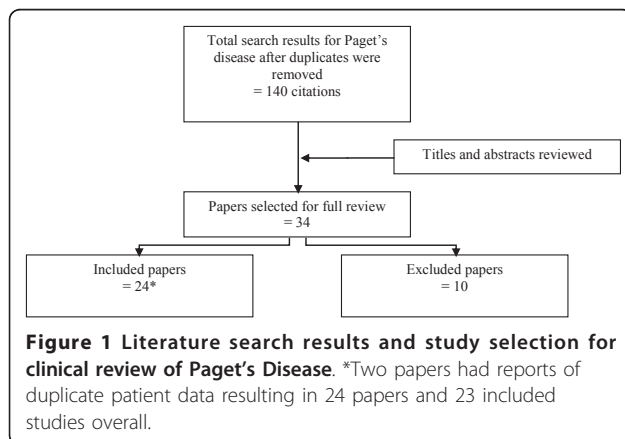 Total search results for Paget's
disease after duplicates were
removed
= 140 citations
Titles and abstracts reviewed
Papers selected for full review
= 34
Included papers
= 24*
Excluded papers
= 10
Figure 1 Literature search results and study selection for
clinical review of Paget's Disease. *Two papers had reports of
duplicate patient data resulting in 24 papers and 23 included
studies overall.